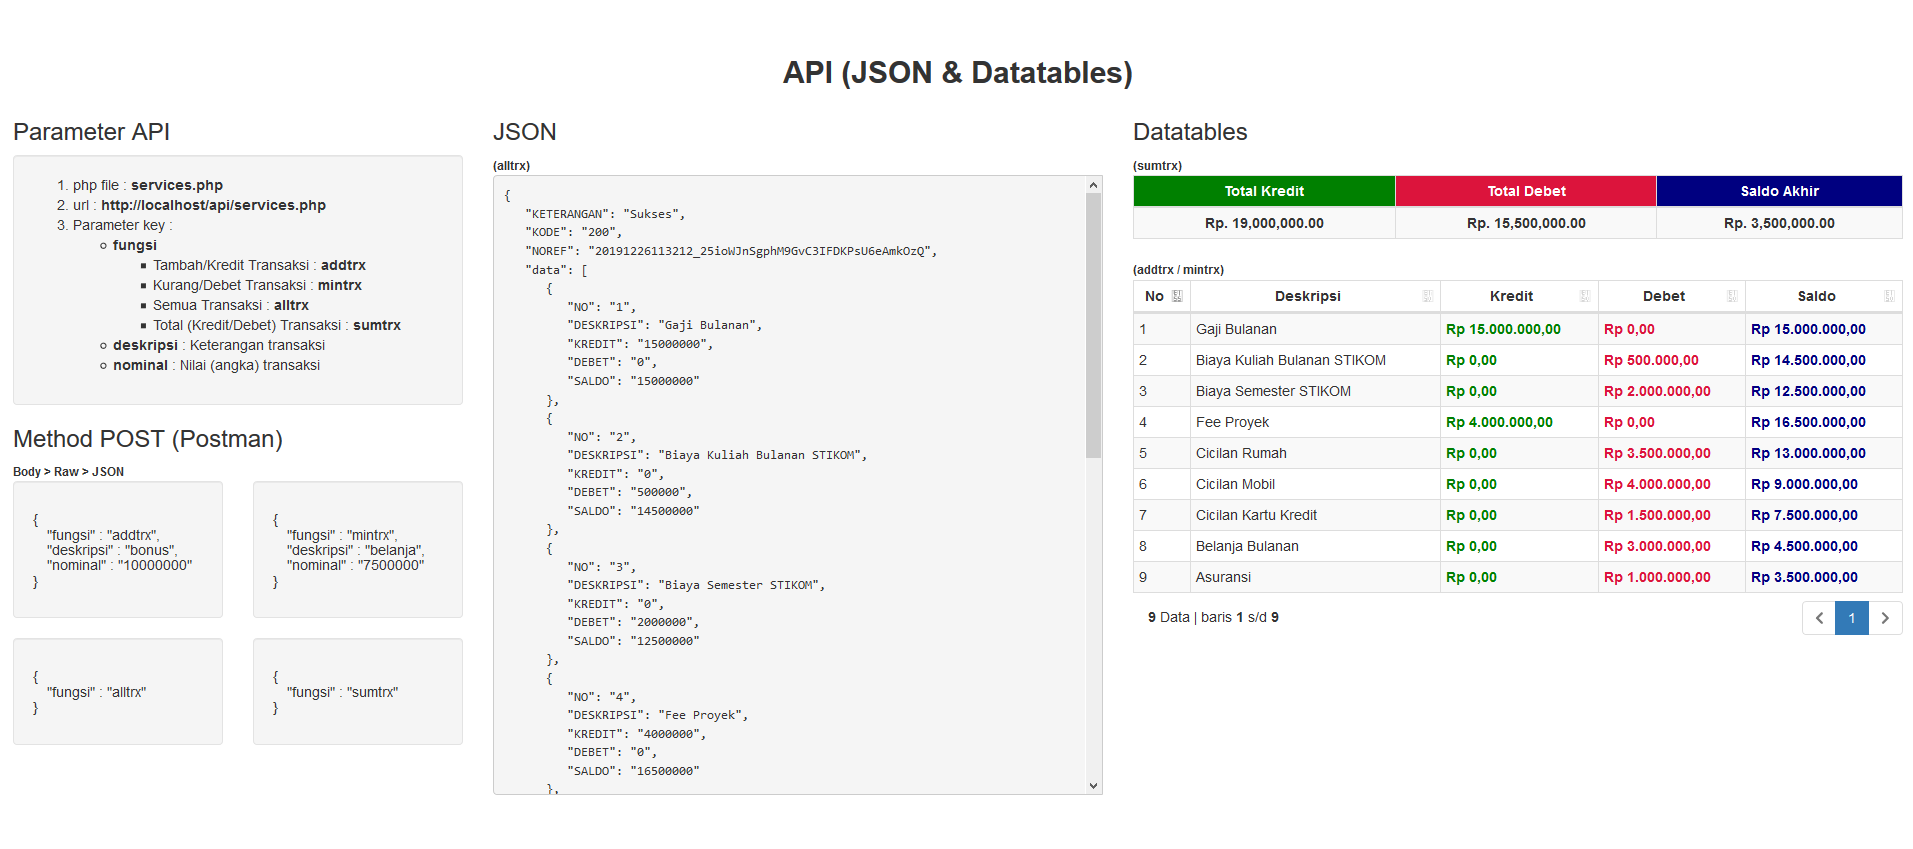 API (JSON & Datatables)
Parameter API
1. php file : services.php
2. url : http://localhost/api/services.php
3. Parameter key :
fungsi
Tambah/Kredit Transaksi : addtrx
Kurang/Debet Transaksi : mintrx
Semua Transaksi : alltrx
Total (Kredit/Debet) Transaksi : sumtrx
deskripsi : Keterangan transaksi
nominal : Nilai (angka) transaksi
Method POST (Postman)
Body > Raw > JSON
{
"fungsi" : "addtrx",
"deskripsi" : "bonus",
"nominal" : "10000000"
}
{
"fungsi" : "mintrx",
"deskripsi" : "belanja",
"nominal" : "7500000"
}
{
"fungsi" : "alltrx"
}
{
"fungsi" : "sumtrx"
}
JSON
(alltrx)
{
"KETERANGAN": "Sukses",
"KODE": "200",
"NOREF": "20191226113212_25ioWJnSgphM9GvC3IFDKPsU6eAmkOzQ",
"data": [
{
"NO": "1",
"DESKRIPSI": "Gaji Bulanan",
"KREDIT": "15000000",
"DEBET": "0",
"SALDO": "15000000"
},
{
"NO": "2",
"DESKRIPSI": "Biaya Kuliah Bulanan STIKOM",
"KREDIT": "0",
"DEBET": "500000",
"SALDO": "14500000"
},
{
"NO": "3",
"DESKRIPSI": "Biaya Semester STIKOM",
"KREDIT": "0",
"DEBET": "2000000",
"SALDO": "12500000"
},
{
"NO": "4",
"DESKRIPSI": "Fee Proyek",
"KREDIT": "4000000",
"DEBET": "0",
"SALDO": "16500000"
},
Datatables
(sumtrx)
Total Kredit Total Debet Saldo Akhir
Rp. 19,000,000.00 Rp. 15,500,000.00 Rp. 3,500,000.00
(addtrx / mintrx)
No Deskripsi Kredit Debet Saldo
1 Gaji Bulanan Rp 15.000.000,00 Rp 0,00 Rp 15.000.000,00
2 Biaya Kuliah Bulanan STIKOM Rp 0,00 Rp 500.000,00 Rp 14.500.000,00
3 Biaya Semester STIKOM Rp 0,00 Rp 2.000.000,00 Rp 12.500.000,00
4 Fee Proyek Rp 4.000.000,00 Rp 0,00 Rp 16.500.000,00
5 Cicilan Rumah Rp 0,00 Rp 3.500.000,00 Rp 13.000.000,00
6 Cicilan Mobil Rp 0,00 Rp 4.000.000,00 Rp 9.000.000,00
7 Cicilan Kartu Kredit Rp 0,00 Rp 1.500.000,00 Rp 7.500.000,00
8 Belanja Bulanan Rp 0,00 Rp 3.000.000,00 Rp 4.500.000,00
9 Asuransi Rp 0,00 Rp 1.000.000,00 Rp 3.500.000,00
9 Data | baris 1 s/d 9
1